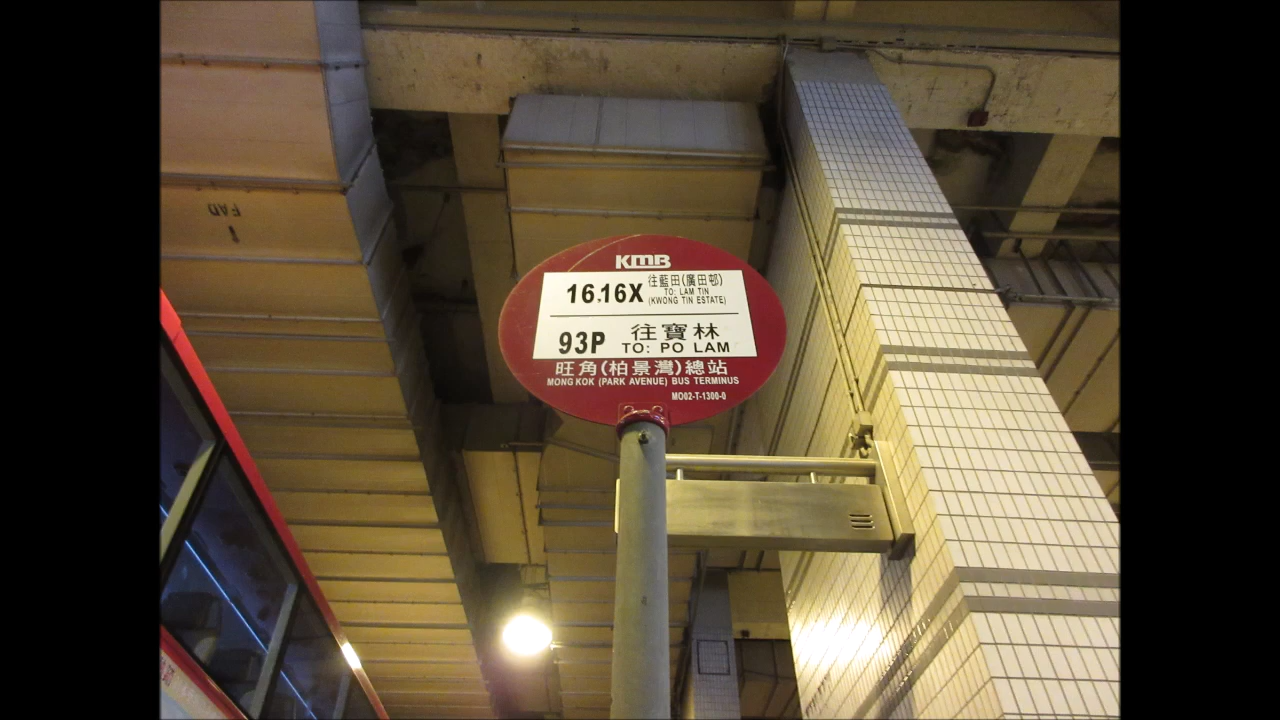 FAD
KMB
16.16X 往藍田(廣田邨)
TO: LAM TIN
(KWONG TIN ESTATE)
93P 往寶林
TO: PO LAM
旺角(柏景灣)總站
MONG KOK (PARK AVENUE) BUS TERMINUS
MO02-T-1300-0